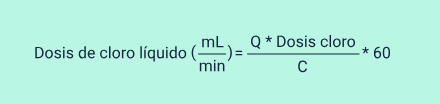 Dosis de cloro líquido (mL/min) = Q * Dosis cloro / C * 60